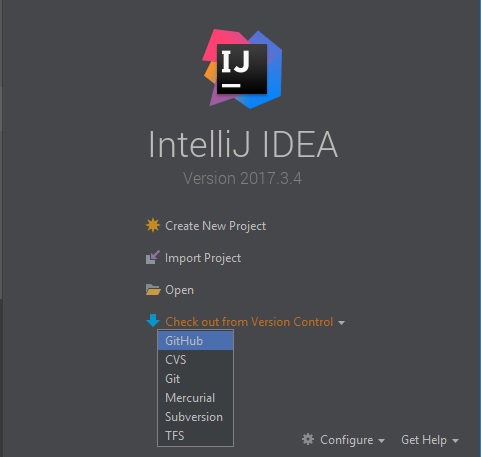 IJ
IntelliJ IDEA
Version 2017.3.4
Create New Project
Import Project
Open
Check out from Version Control
GitHub
CVS
Git
Mercurial
Subversion
TFS
Configure Get Help